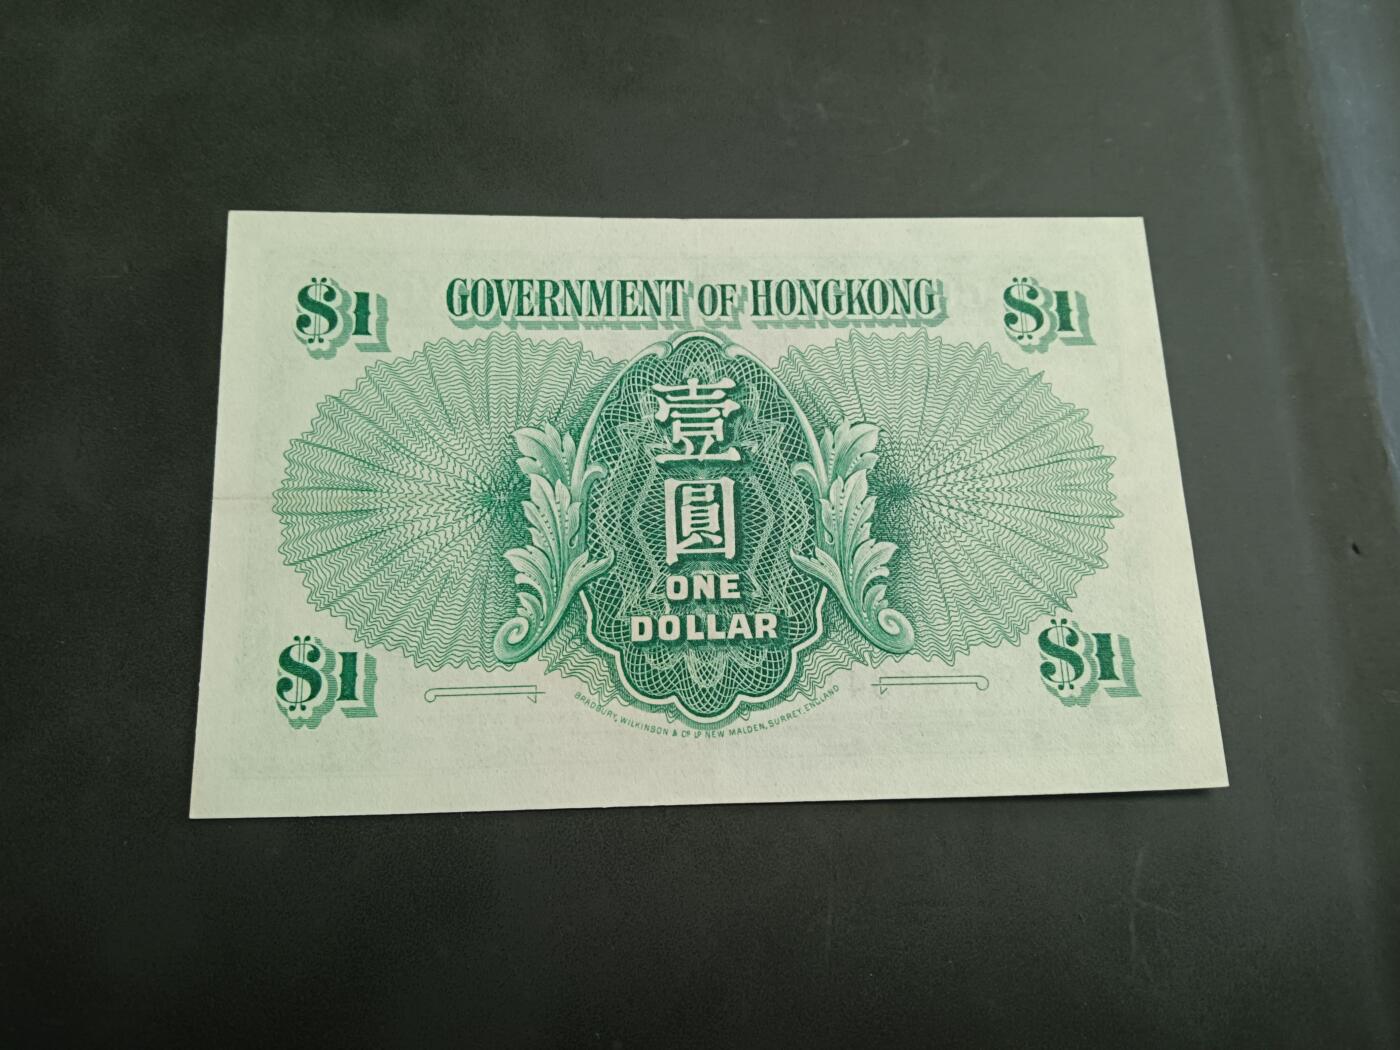 $1 GOVERNMENT OF HONGKONG $1
壹
圓
ONE
DOLLAR
$1 $1
BRADBURY, WILKINSON & Cº Lº NEW MALDEN, SURREY, ENGLAND